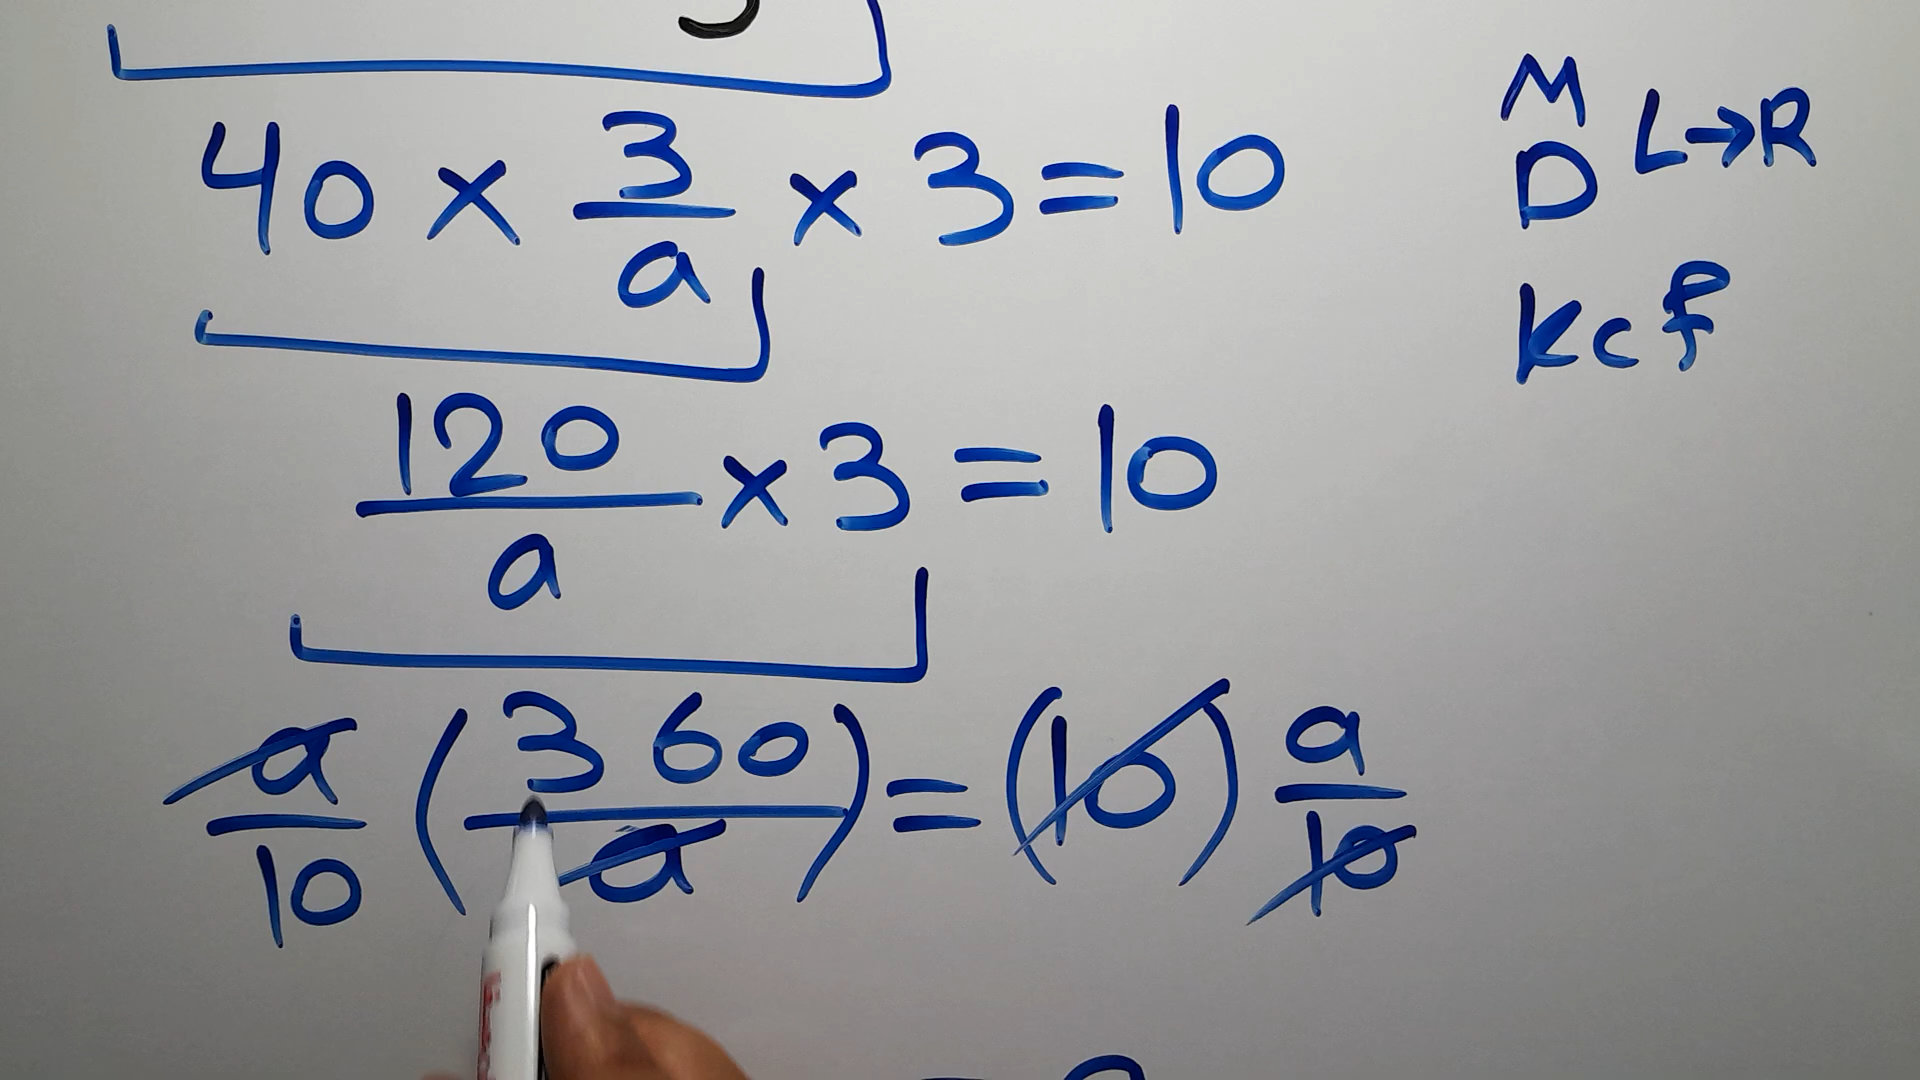 40 × 3/a × 3 = 10
120/a × 3 = 10
a/10 (360/a) = (10) a/10
M
D L→R
kcf